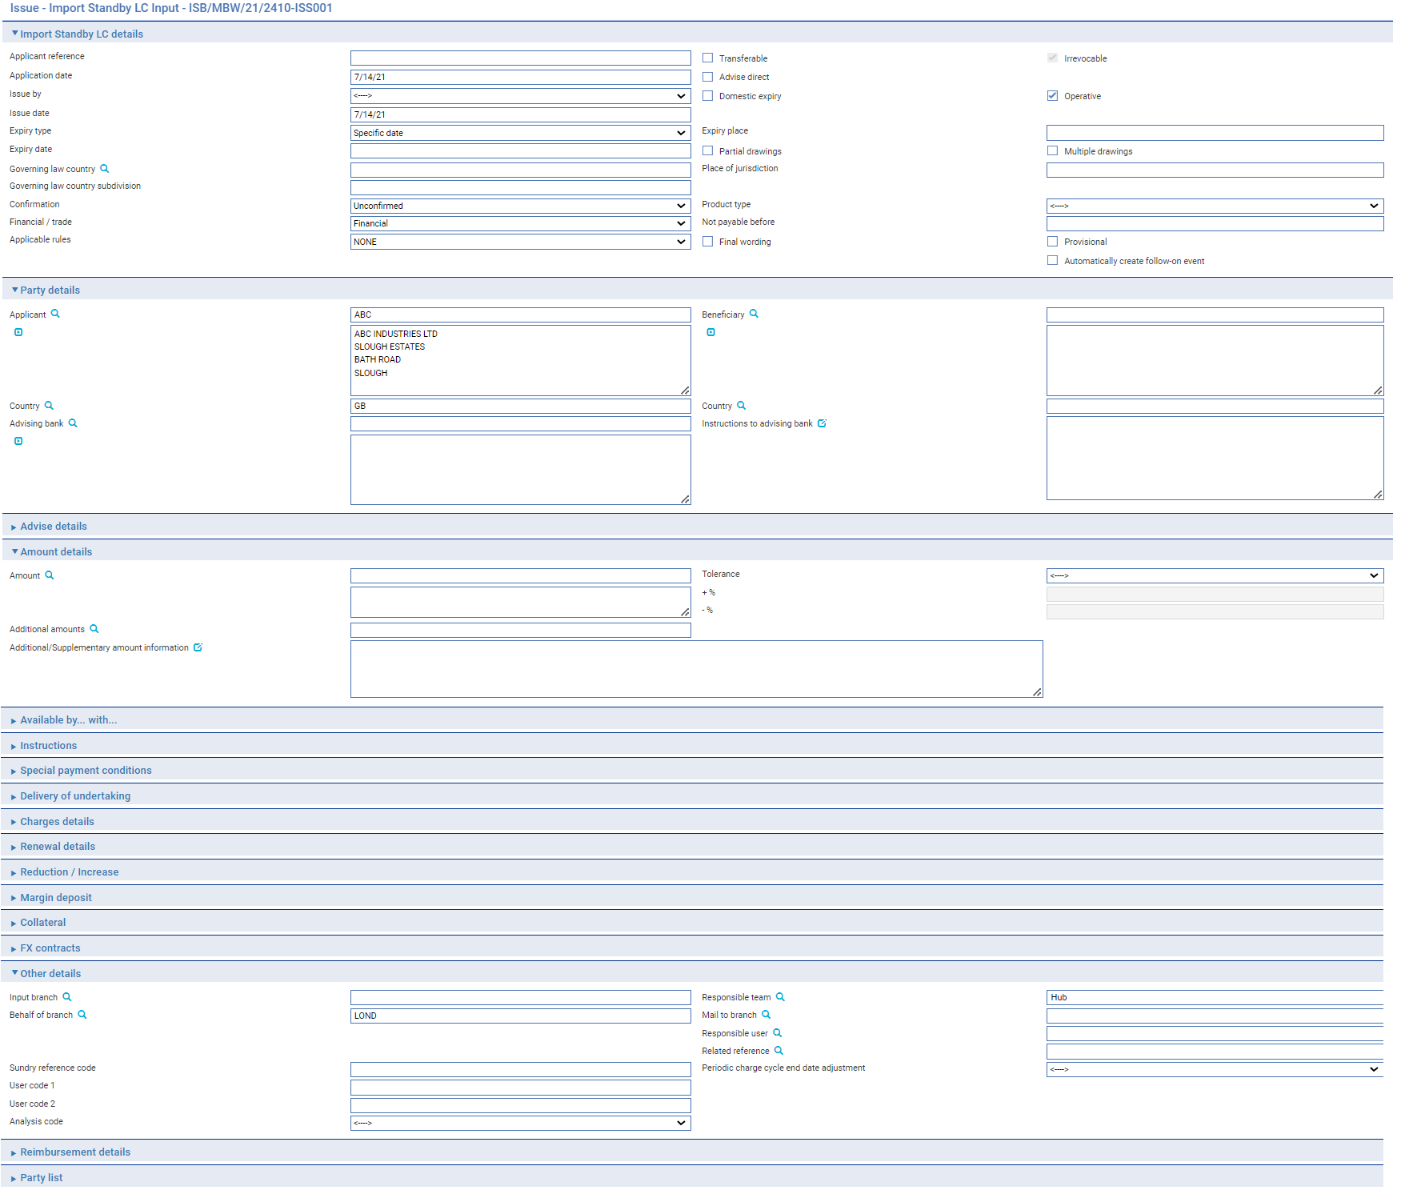 Issue - Import Standby LC Input - ISB/MBW/21/2410-ISS001
Import Standby LC details
Applicant reference
Transferable
Irrevocable
Application date 7/14/21
Advise direct
Issue by <---->
Domestic expiry
Operative
Issue date 7/14/21
Expiry type Specific date
Expiry place
Expiry date
Partial drawings
Multiple drawings
Governing law country
Place of jurisdiction
Governing law country subdivision
Confirmation Unconfirmed
Product type <---->
Financial / trade Financial
Not payable before
Applicable rules NONE
Final wording
Provisional
Automatically create follow-on event
Party details
Applicant ABC
Beneficiary
ABC INDUSTRIES LTD
SLOUGH ESTATES
BATH ROAD
SLOUGH
Country GB
Country
Advising bank
Instructions to advising bank
Advise details
Amount details
Amount
Tolerance <---->
+ %
- %
Additional amounts
Additional/Supplementary amount information
Available by... with...
Instructions
Special payment conditions
Delivery of undertaking
Charges details
Renewal details
Reduction / Increase
Margin deposit
Collateral
FX contracts
Other details
Input branch
Responsible team Hub
Behalf of branch LOND
Mail to branch
Responsible user
Related reference
Sundry reference code
Periodic charge cycle end date adjustment <---->
User code 1
User code 2
Analysis code <---->
Reimbursement details
Party list